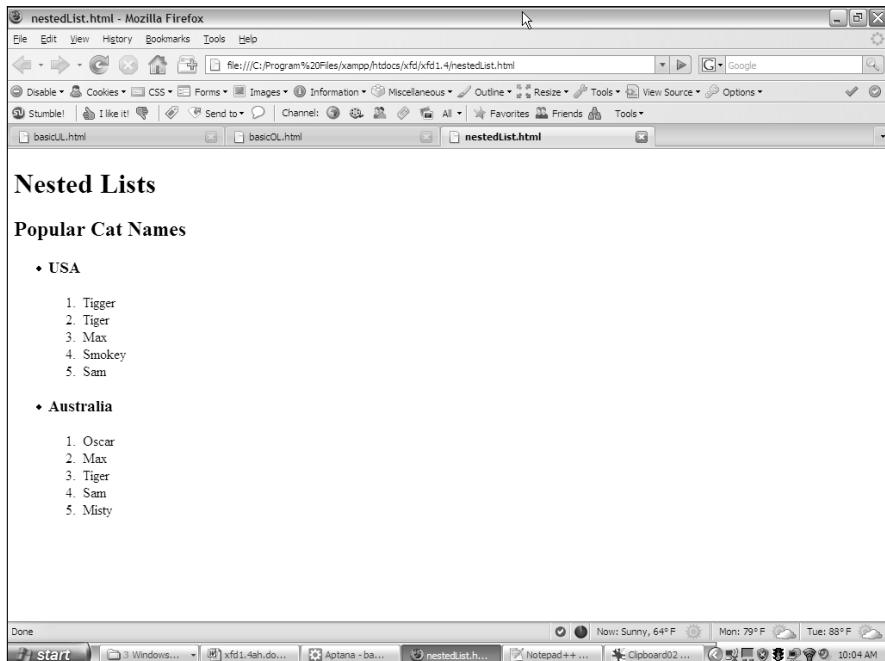 nestedList.html - Mozilla Firefox
File Edit View History Bookmarks Tools Help
file:///C:/Program%20Files/xampp/htdocs/xfd/xfd1.4/nestedList.html G Google
Disable Cookies CSS Forms Images Information Miscellaneous Outline Resize Tools View Source Options
Stumble! I like it! Send to Channel: All Favorites Friends Tools
basicUL.html basicOL.html nestedList.html
Nested Lists
Popular Cat Names
• USA
1. Tigger
2. Tiger
3. Max
4. Smokey
5. Sam
• Australia
1. Oscar
2. Max
3. Tiger
4. Sam
5. Misty
Done Now: Sunny, 64° F Mon: 79° F Tue: 88° F
start 3 Windows... xfd1.4ah.do... Aptana - ba... nestedList.h... Notepad++ ... Clipboard02 ... 10:04 AM